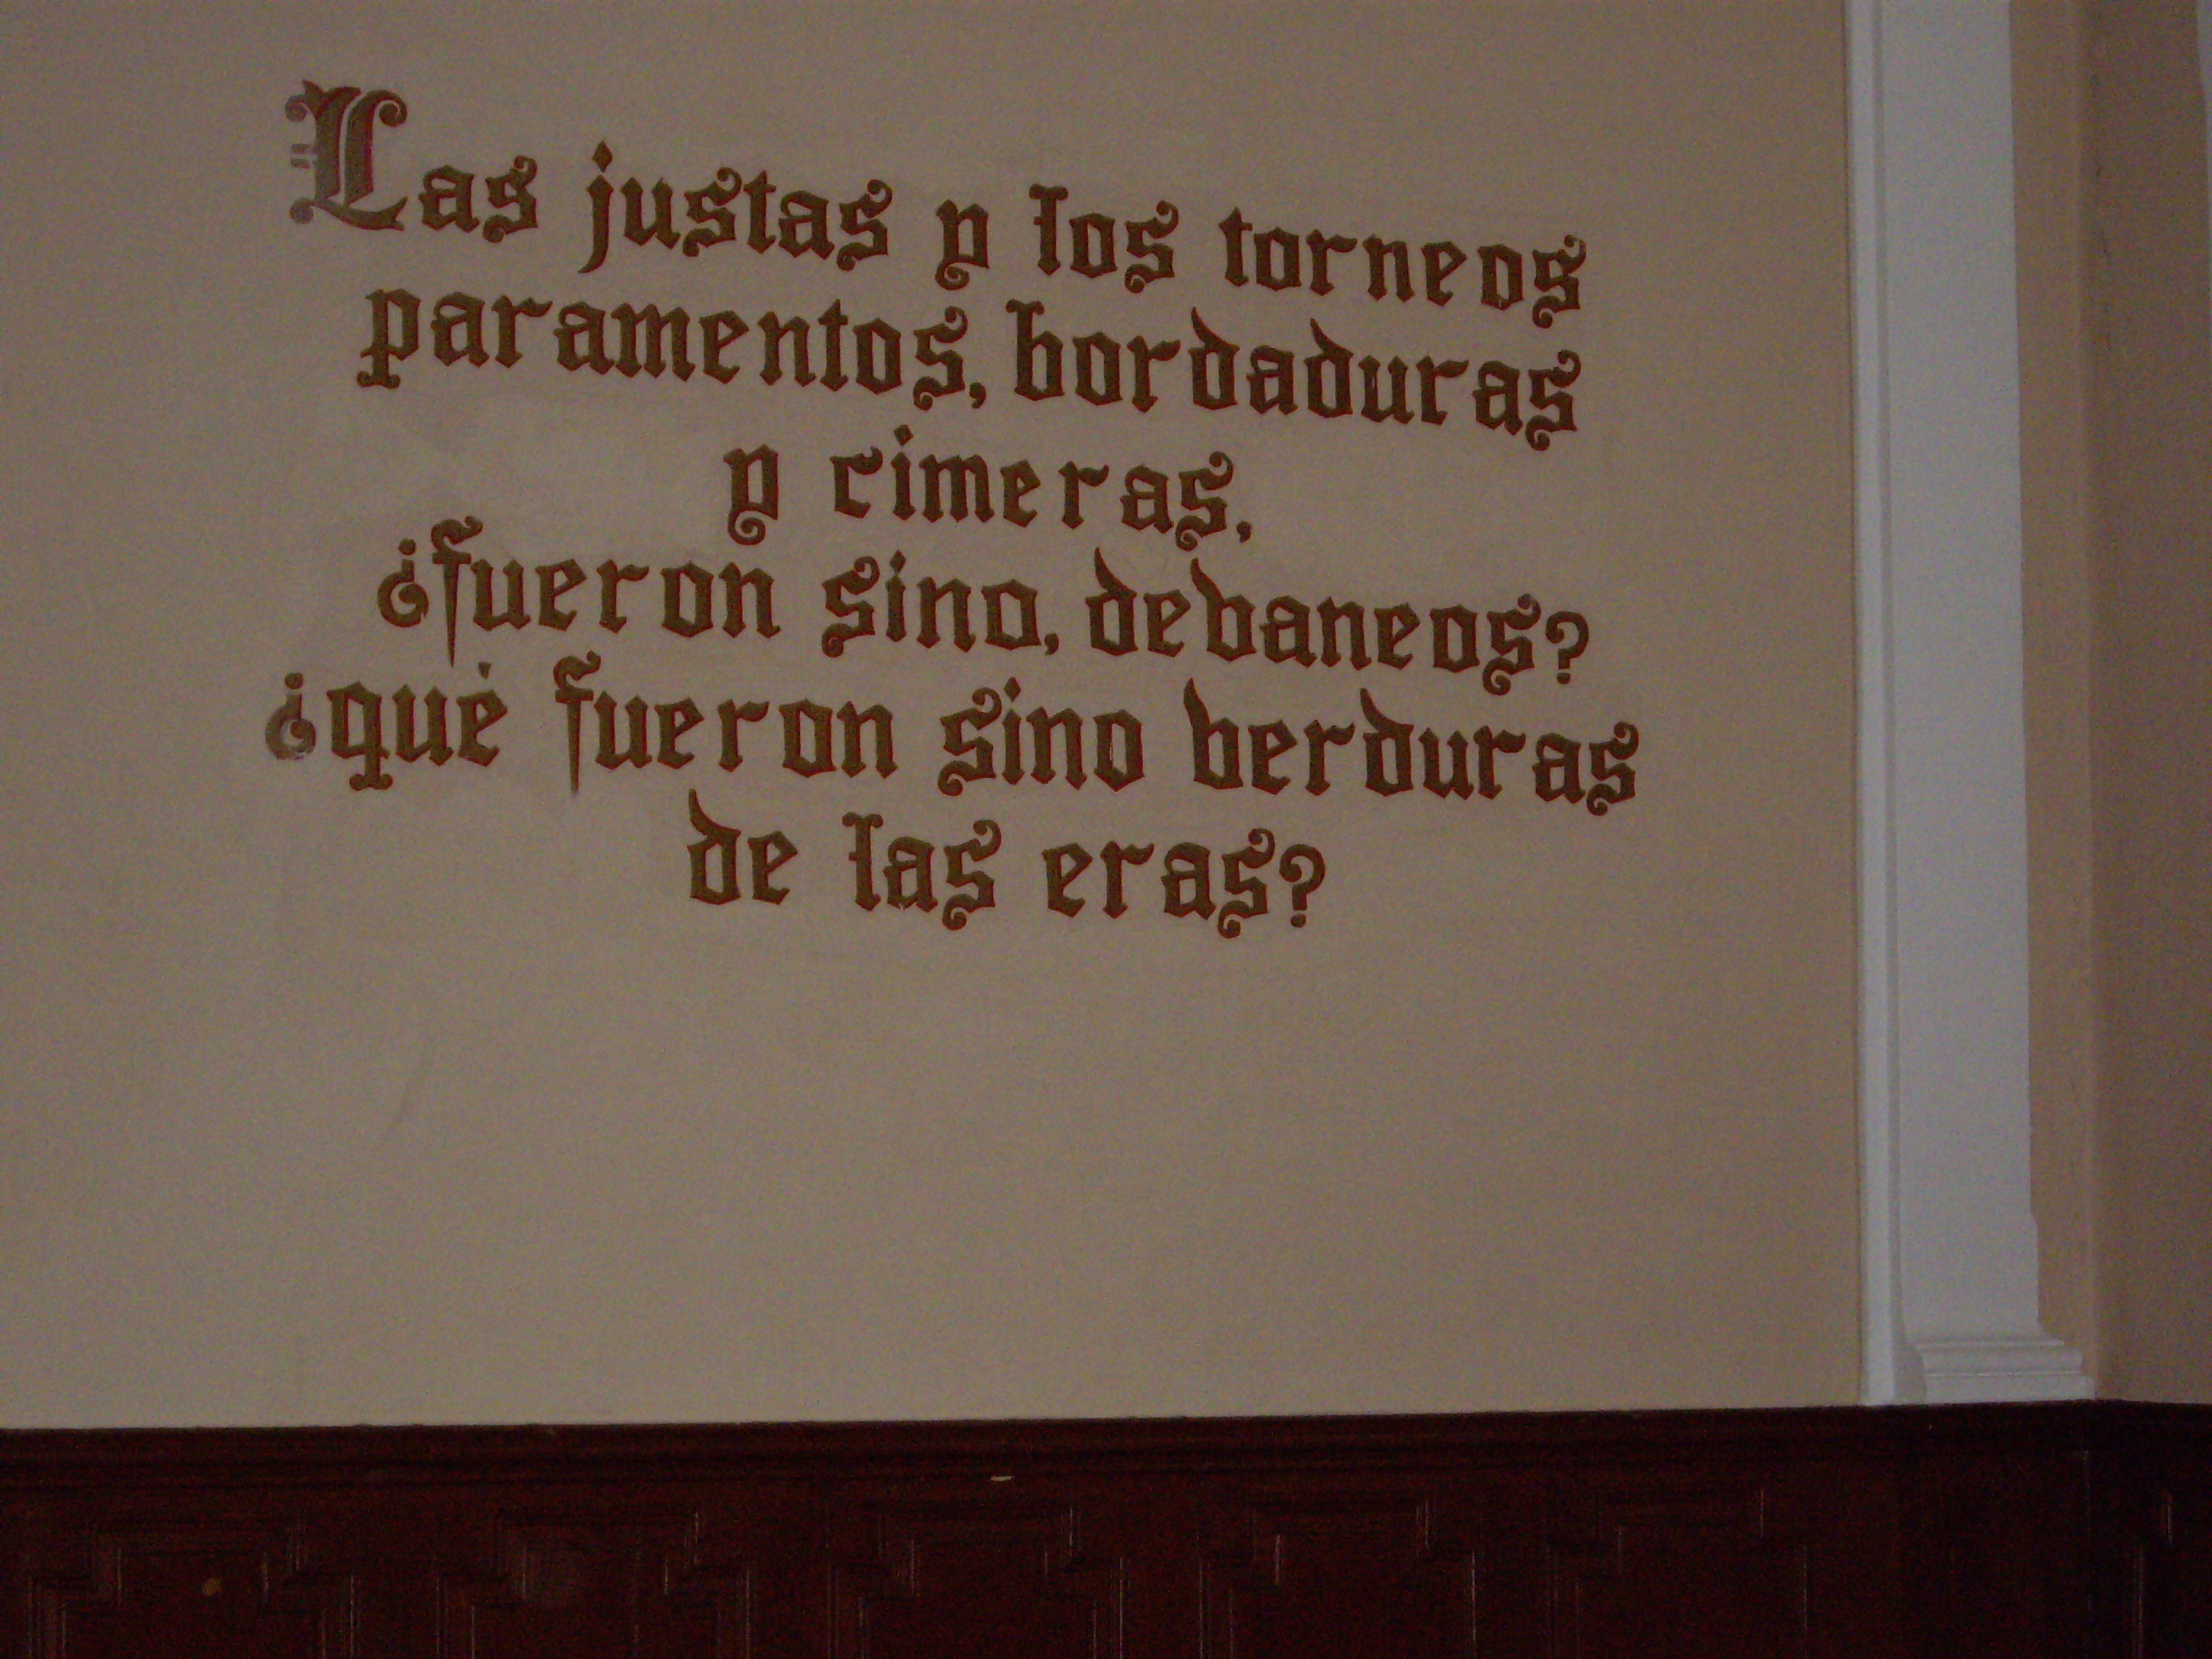 Las justas y los torneos
paramentos, bordaduras
y cimeras,
¿fueron sino, devaneos?
¿qué fueron sino verduras
de las eras?